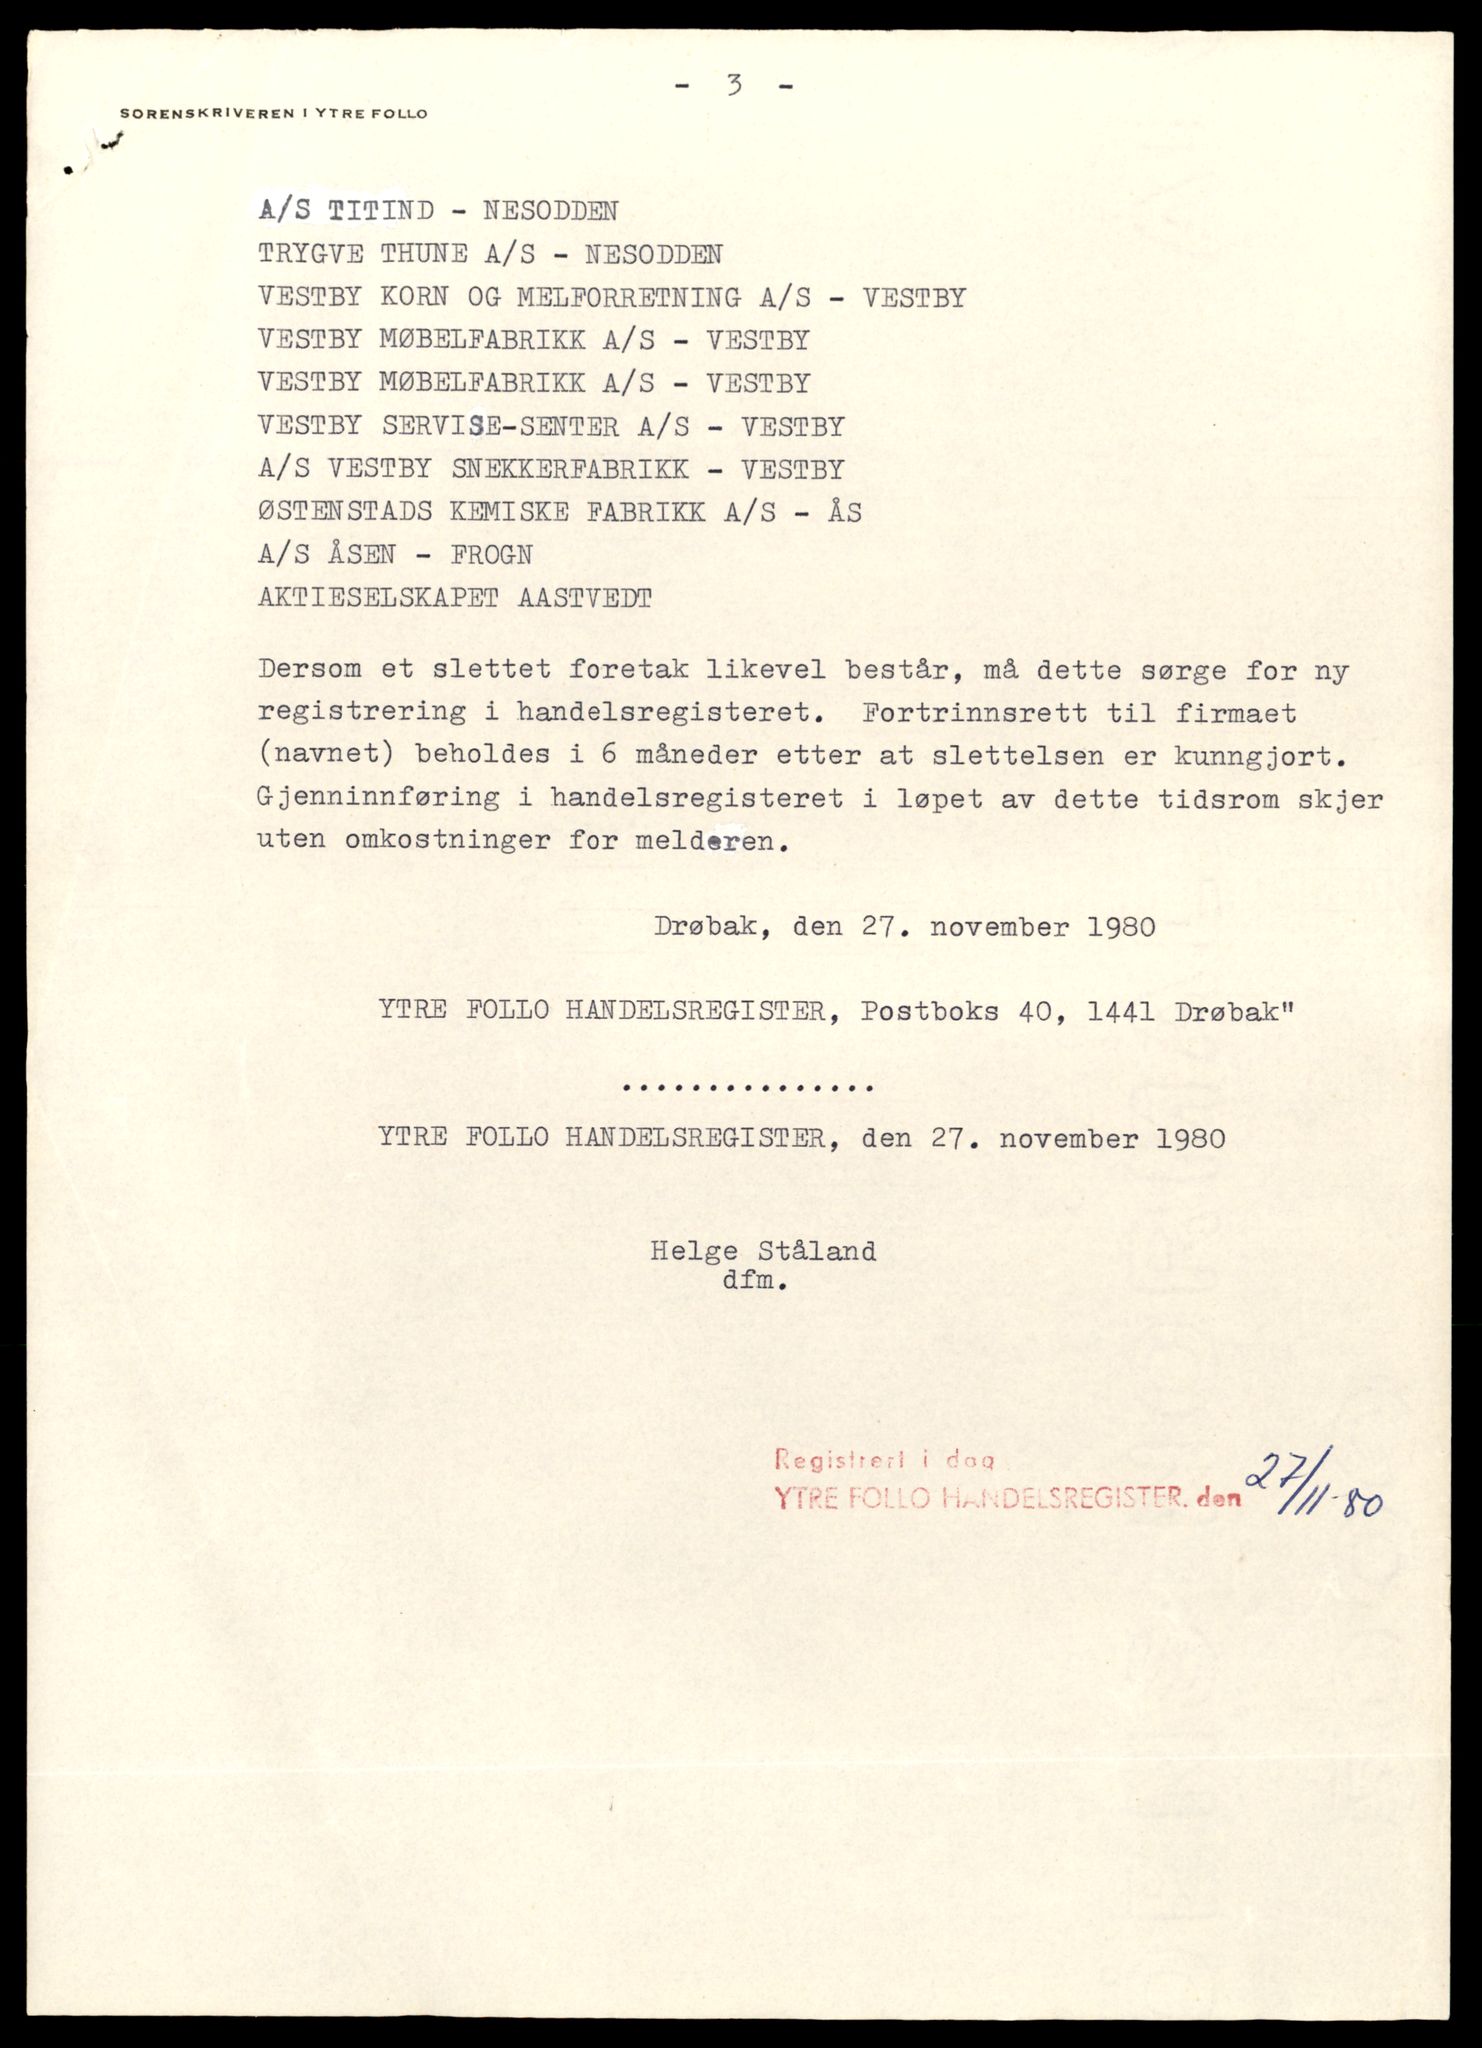 - 3 -
SORENSKRIVEREN I YTRE FOLLO
A/S TITIND - NESODDEN
TRYGVE THUNE A/S - NESODDEN
VESTBY KORN OG MELFORRETNING A/S - VESTBY
VESTBY MØBELFABRIKK A/S - VESTBY
VESTBY MØBELFABRIKK A/S - VESTBY
VESTBY SERVISE-SENTER A/S - VESTBY
A/S VESTBY SNEKKERFABRIKK - VESTBY
ØSTENSTADS KEMISKE FABRIKK A/S - ÅS
A/S ÅSEN - FROGN
AKTIESELSKAPET AASTVEDT
Dersom et slettet foretak likevel består, må dette sørge for ny
registrering i handelsregisteret. Fortrinnsrett til firmaet
(navnet) beholdes i 6 måneder etter at slettelsen er kunngjort.
Gjenninnføring i handelsregisteret i løpet av dette tidsrom skjer
uten omkostninger for melderen.
Drøbak, den 27. november 1980
YTRE FOLLO HANDELSREGISTER, Postboks 40, 1441 Drøbak"
...............
YTRE FOLLO HANDELSREGISTER, den 27. november 1980
Helge Ståland
dfm.
Registrert i dag
YTRE FOLLO HANDELSREGISTER. den 27/11-80